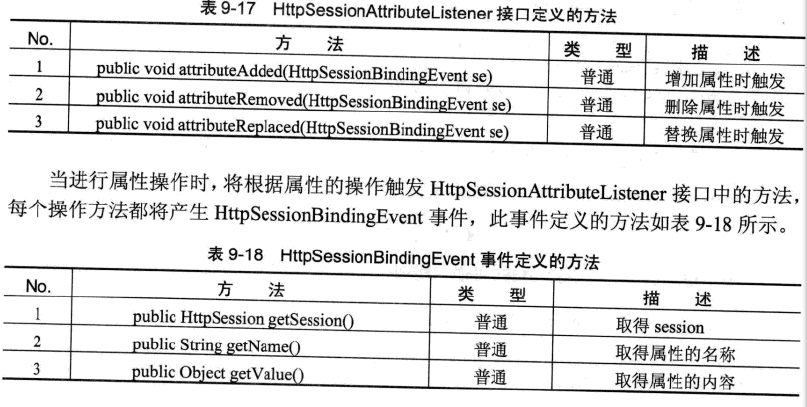 表 9-17 HttpSessionAttributeListener 接口定义的方法
No. 方 法 类 型 描 述
1 public void attributeAdded(HttpSessionBindingEvent se) 普通 增加属性时触发
2 public void attributeRemoved(HttpSessionBindingEvent se) 普通 删除属性时触发
3 public void attributeReplaced(HttpSessionBindingEvent se) 普通 替换属性时触发
当进行属性操作时，将根据属性的操作触发 HttpSessionAttributeListener 接口中的方法，
每个操作方法都将产生 HttpSessionBindingEvent 事件，此事件定义的方法如表 9-18 所示。
表 9-18 HttpSessionBindingEvent 事件定义的方法
No. 方 法 类 型 描 述
1 public HttpSession getSession() 普通 取得 session
2 public String getName() 普通 取得属性的名称
3 public Object getValue() 普通 取得属性的内容